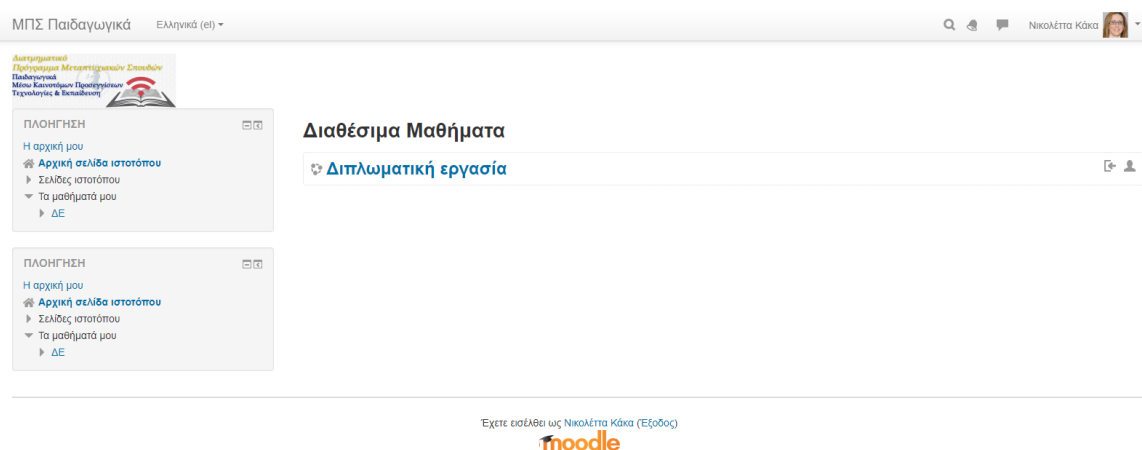 ΜΠΣ Παιδαγωγικά Ελληνικά (el) Νικολέττα Κάκα
Διατμηματικό
Πρόγραμμα Μεταπτυχιακών Σπουδών
Παιδαγωγικά
Μέσω Καινοτόμων Προσεγγίσεων
Τεχνολογίες & Εκπαίδευση
ΠΛΟΗΓΗΣΗ
Η αρχική μου
Αρχική σελίδα ιστοτόπου
Σελίδες ιστοτόπου
Τα μαθήματά μου
ΔΕ
ΠΛΟΗΓΗΣΗ
Η αρχική μου
Αρχική σελίδα ιστοτόπου
Σελίδες ιστοτόπου
Τα μαθήματά μου
ΔΕ
Διαθέσιμα Μαθήματα
Διπλωματική εργασία
Έχετε εισέλθει ως Νικολέττα Κάκα (Έξοδος)
moodle